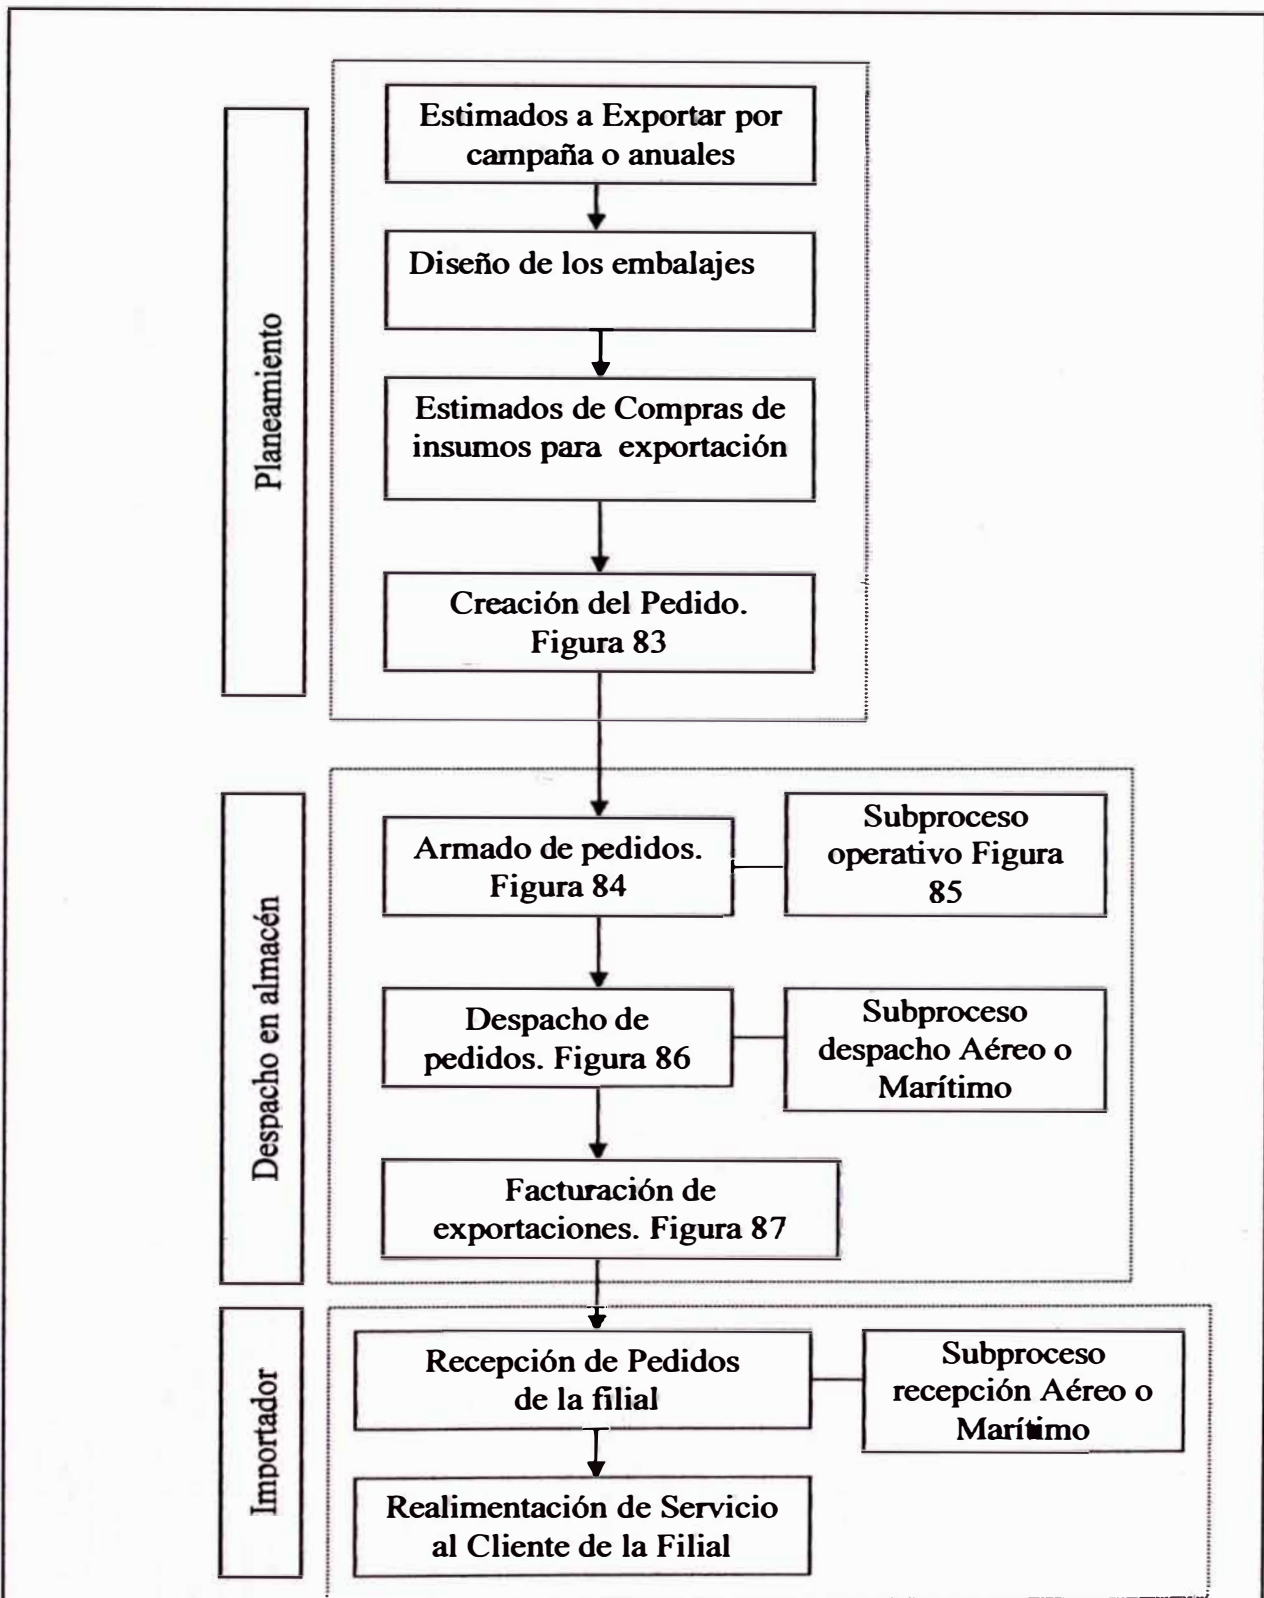 Planeamiento
Estimados a Exportar por
campaña o anuales
Diseño de los embalajes
Estimados de Compras de
insumos para exportación
Creación del Pedido.
Figura 83
Despacho en almacén
Armado de pedidos.
Figura 84
Subproceso
operativo Figura
85
Despacho de
pedidos. Figura 86
Subproceso
despacho Aéreo o
Marítimo
Facturación de
exportaciones. Figura 87
Importador
Recepción de Pedidos
de la filial
Subproceso
recepción Aéreo o
Marítimo
Realimentación de Servicio
al Cliente de la Filial